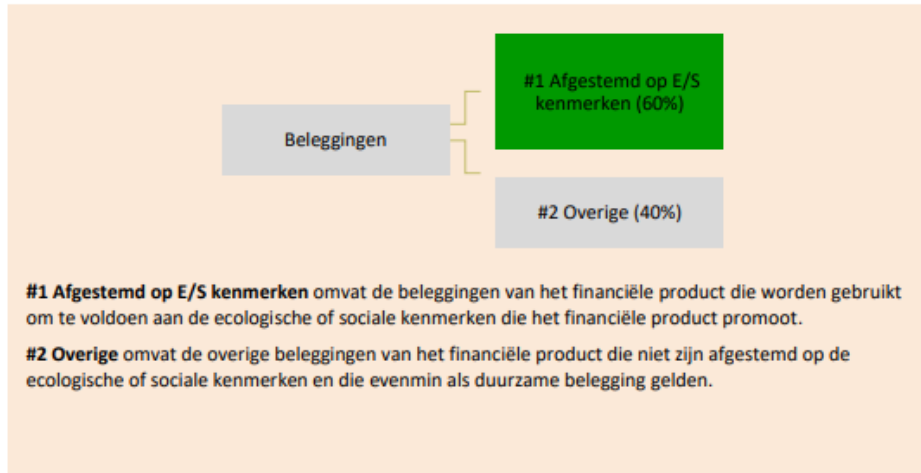 #1 Afgestemd op E/S
kenmerken (60%)
Beleggingen
#2 Overige (40%)
#1 Afgestemd op E/S kenmerken omvat de beleggingen van het financiële product die worden gebruikt
om te voldoen aan de ecologische of sociale kenmerken die het financiële product promoot.
#2 Overige omvat de overige beleggingen van het financiële product die niet zijn afgestemd op de
ecologische of sociale kenmerken en die evenmin als duurzame belegging gelden.